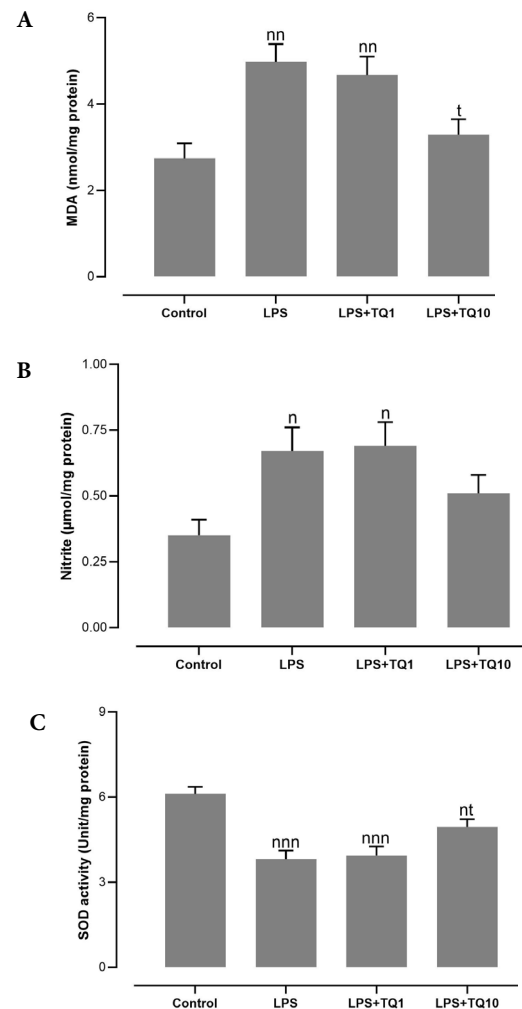 A
MDA (nmol/mg protein)
6
4
2
0
nn
nn
t
Control LPS LPS+TQ1 LPS+TQ10
B
Nitrite (µmol/mg protein)
1.00
0.75
0.50
0.25
0.00
n
n
Control LPS LPS+TQ1 LPS+TQ10
C
SOD activity (Unit/mg protein)
9
6
3
0
nnn
nnn
nt
Control LPS LPS+TQ1 LPS+TQ10